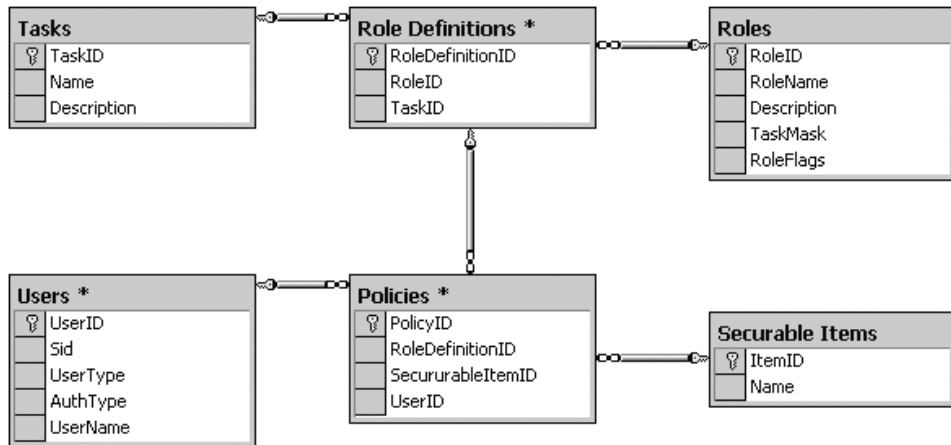 Tasks
TaskID
Name
Description
Role Definitions *
RoleDefinitionID
RoleID
TaskID
Roles
RoleID
RoleName
Description
TaskMask
RoleFlags
Users *
UserID
Sid
UserType
AuthType
UserName
Policies *
PolicyID
RoleDefinitionID
SecururableItemID
UserID
Securable Items
ItemID
Name